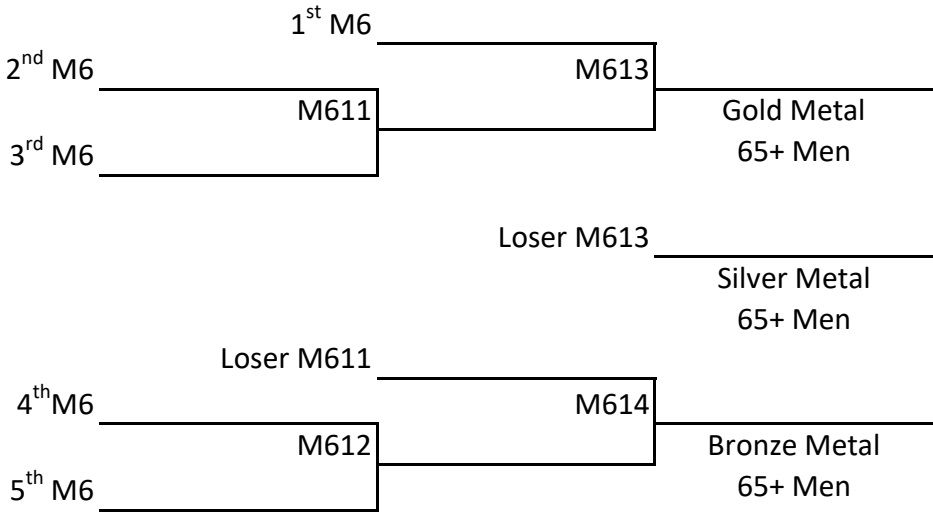 1st M6
2nd M6
M613
M611
Gold Metal
3rd M6
65+ Men
Loser M613
Silver Metal
65+ Men
Loser M611
4thM6
M614
M612
Bronze Metal
5th M6
65+ Men